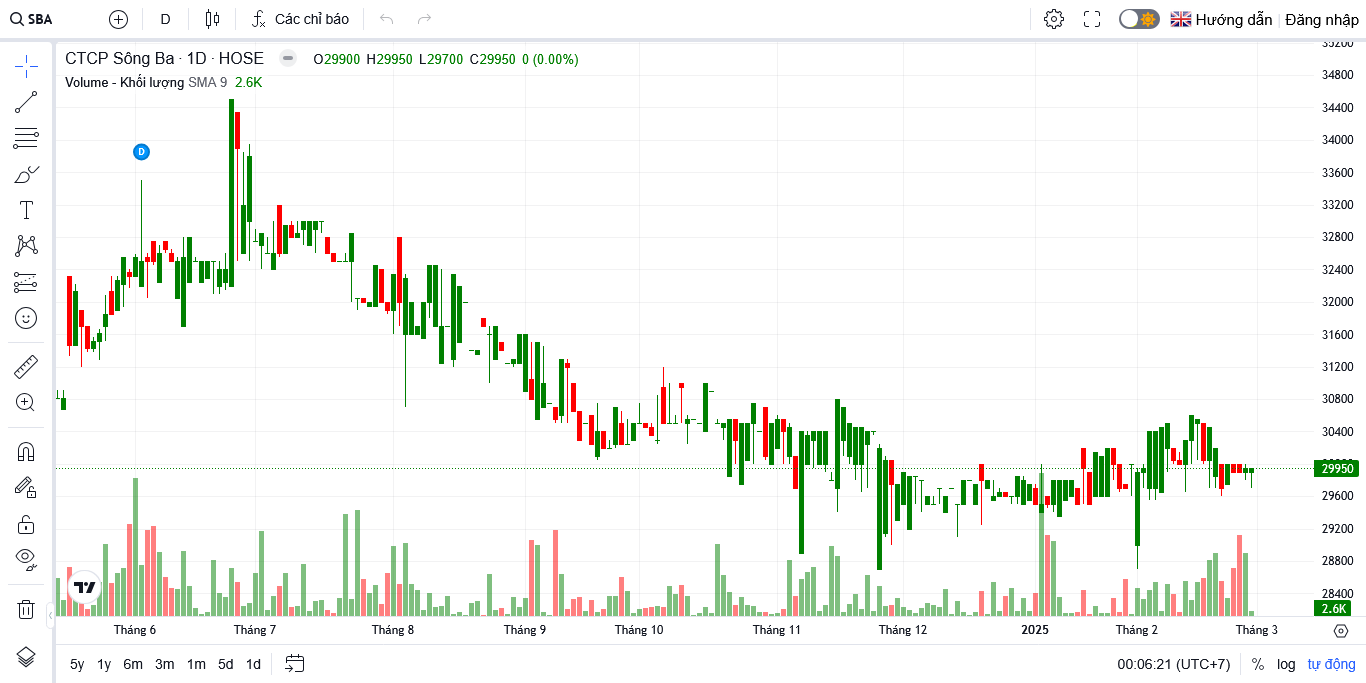 SBA D Các chỉ báo Hướng dẫn Đăng nhập
CTCP Sông Ba · 1D · HOSE O29900 H29950 L29700 C29950 0 (0.00%)
Volume - Khối lượng SMA 9 2.6K
D
35200
34800
34400
34000
33600
33200
32800
32400
32000
31600
31200
30800
30400
29950
29600
29200
28800
28400
2.6K
Tháng 6 Tháng 7 Tháng 8 Tháng 9 Tháng 10 Tháng 11 Tháng 12 2025 Tháng 2 Tháng 3
5y 1y 6m 3m 1m 5d 1d 00:06:21 (UTC+7) % log tự động